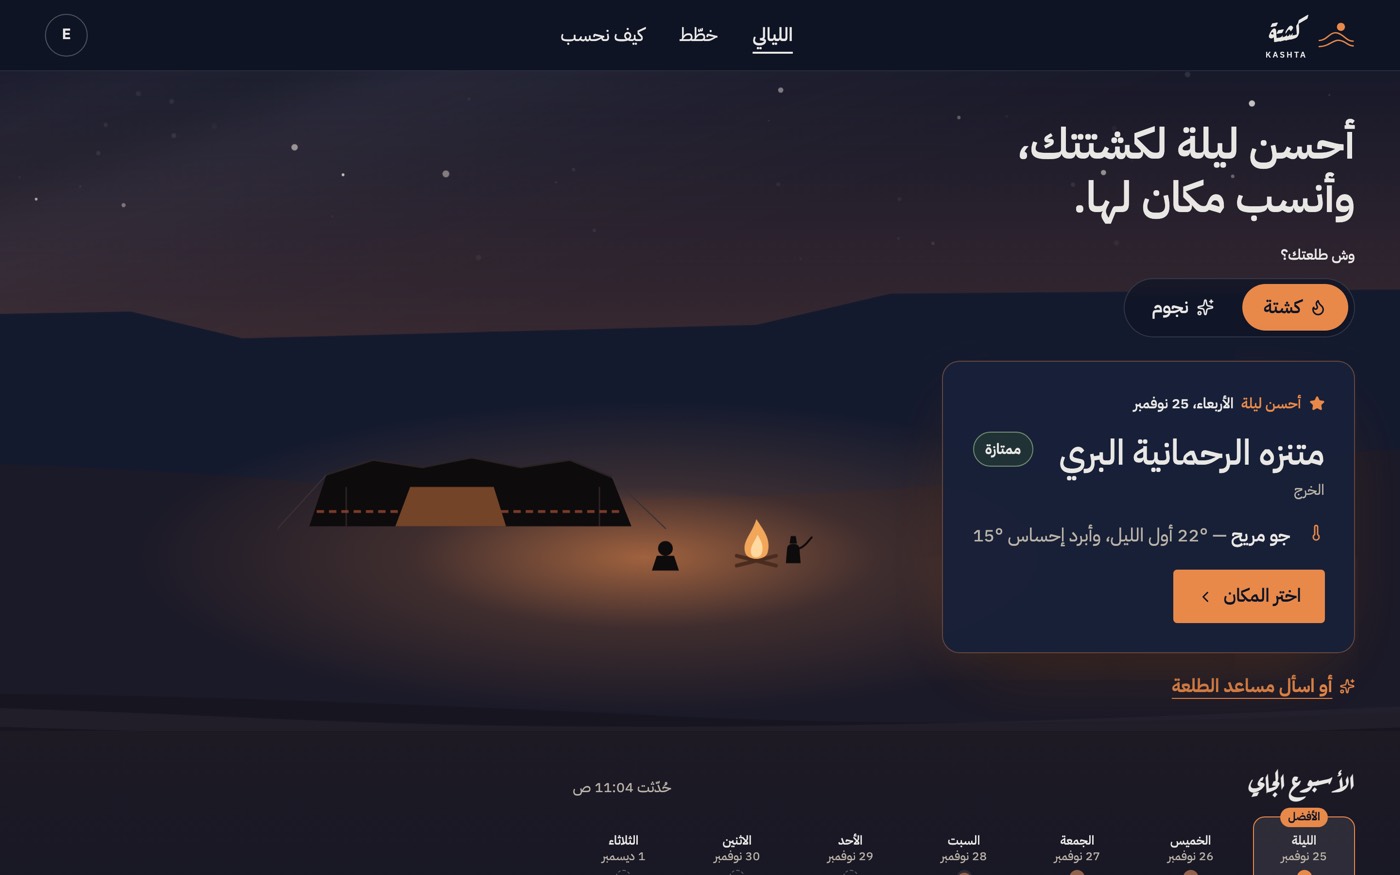 كشتة
KASHTA
الليالي
خطّط
كيف نحسب
E
أحسن ليلة لكشتتك،
وأنسب مكان لها.
وش طلعتك؟
كشتة
نجوم
أحسن ليلة الأربعاء، 25 نوفمبر
متنزه الرحمانية البري
ممتازة
الخرج
جو مريح — 22° أول الليل، وأبرد إحساس 15°
اختر المكان
أو اسأل مساعد الطلعة
الأسبوع الجاي
حُدّثت 11:04 ص
الأفضل
الليلة
25 نوفمبر
الخميس
26 نوفمبر
الجمعة
27 نوفمبر
السبت
28 نوفمبر
الأحد
29 نوفمبر
الاثنين
30 نوفمبر
الثلاثاء
1 ديسمبر